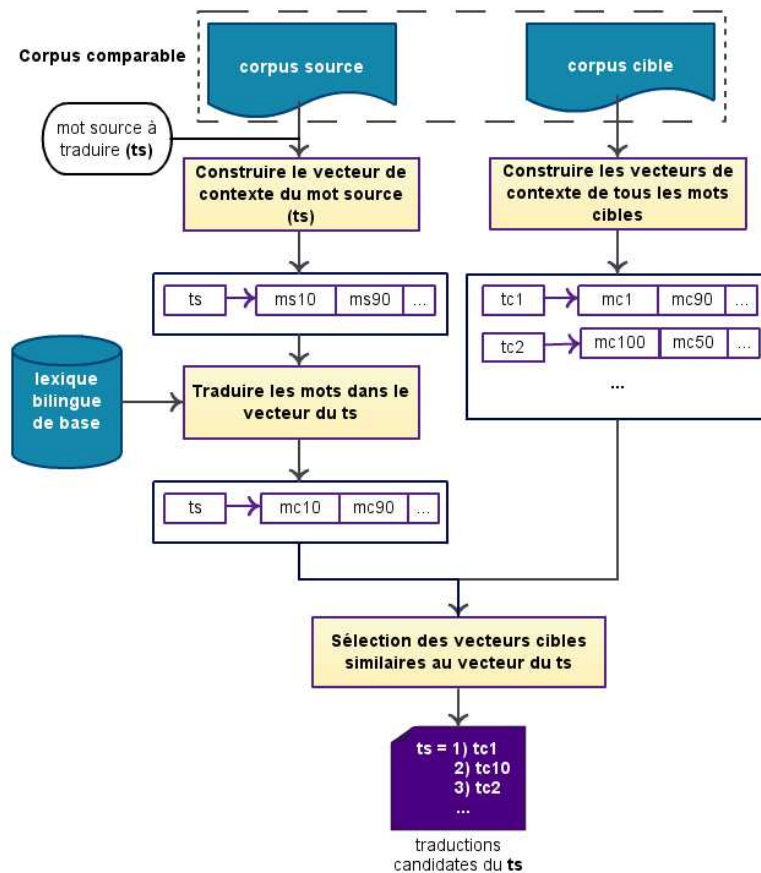 Corpus comparable
corpus source
corpus cible
mot source à
traduire (ts)
Construire le vecteur de
contexte du mot source
(ts)
Construire les vecteurs de
contexte de tous les mots
cibles
ts ms10 ms90 ...
tc1 mc1 mc90 ...
tc2 mc100 mc50 ...
...
lexique
bilingue
de base
Traduire les mots dans le
vecteur du ts
ts mc10 mc90 ...
Sélection des vecteurs cibles
similaires au vecteur du ts
ts = 1) tc1
2) tc10
3) tc2
...
traductions
candidates du ts